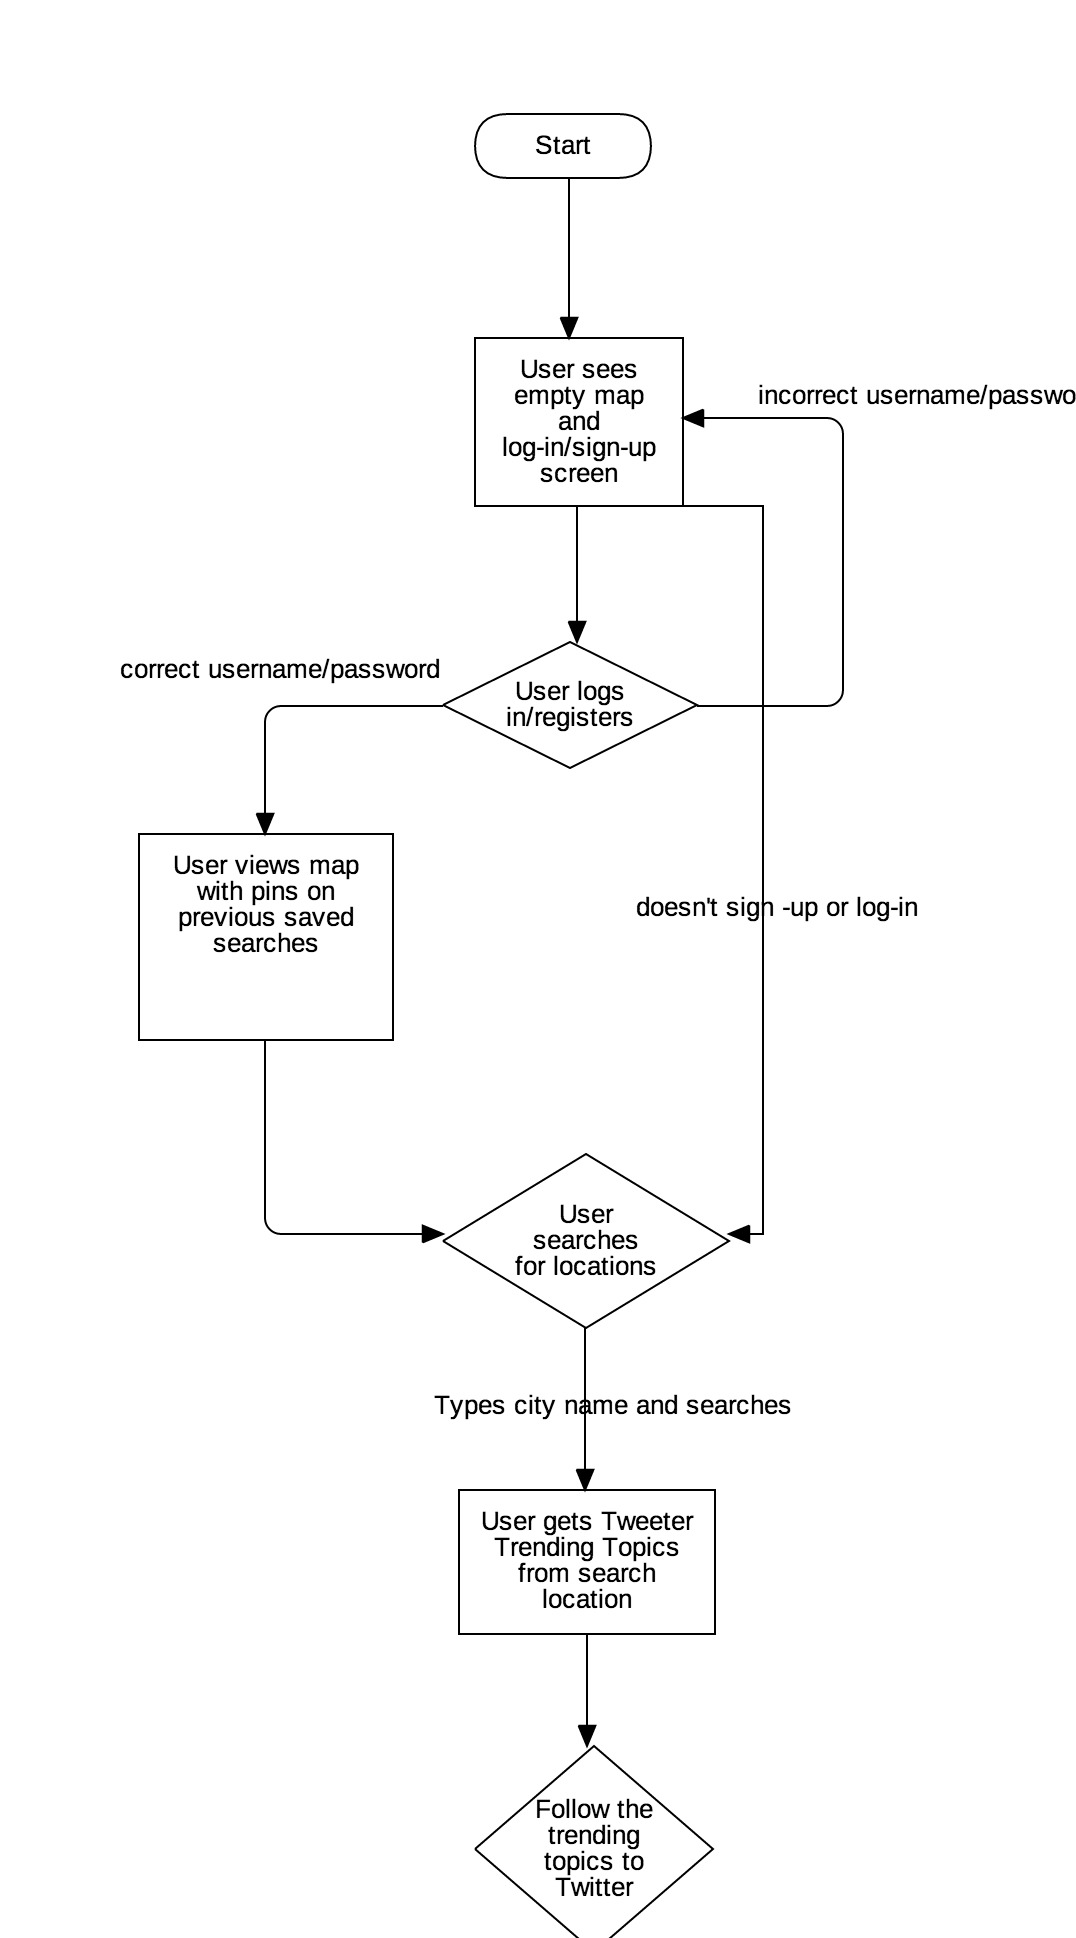 Start
User sees
empty map
and
log-in/sign-up
screen
incorrect username/passwo
correct username/password
User logs
in/registers
User views map
with pins on
previous saved
searches
doesn't sign -up or log-in
User
searches
for locations
Types city name and searches
User gets Tweeter
Trending Topics
from search
location
Follow the
trending
topics to
Twitter